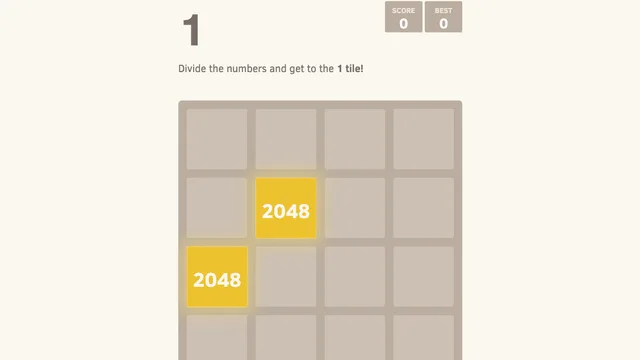 1
SCORE
0
BEST
0
Divide the numbers and get to the 1 tile!
2048
2048